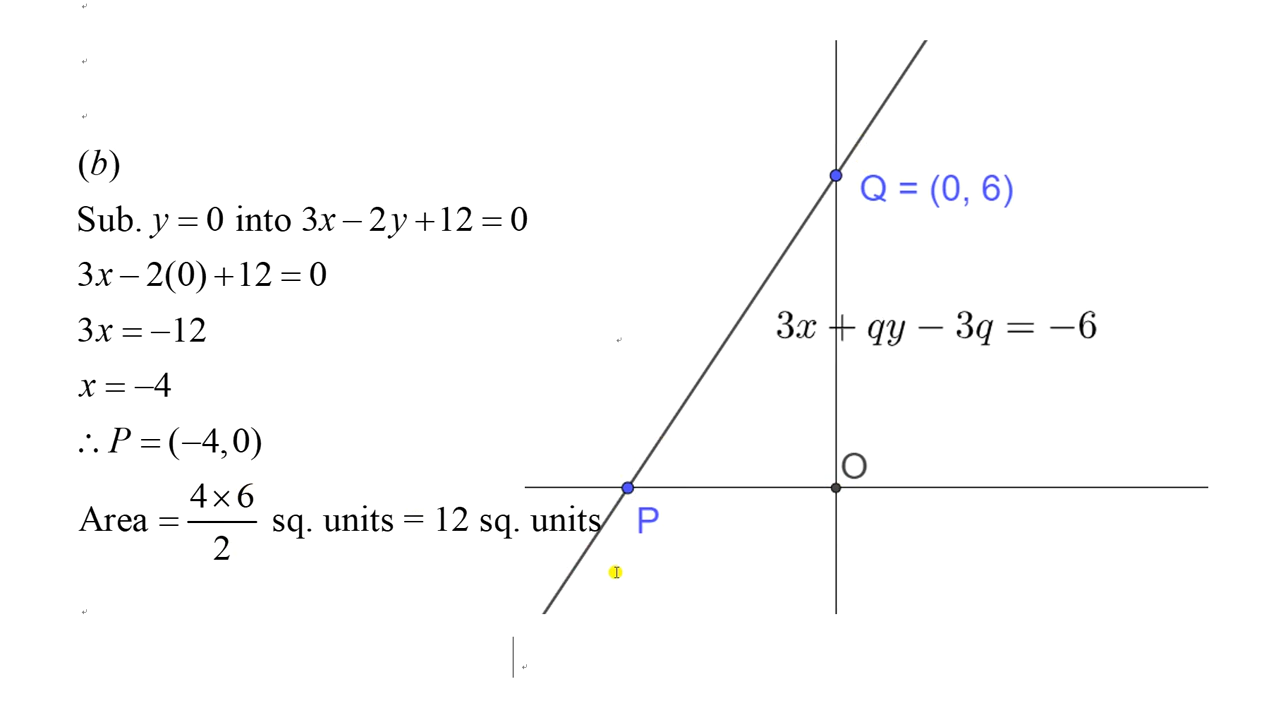 (b)
Sub. y = 0 into 3x − 2y + 12 = 0
3x − 2(0) + 12 = 0
3x = −12
x = −4
∴ P = (−4, 0)
Area = 4 × 6 / 2 sq. units = 12 sq. units
Q = (0, 6)
3x + qy − 3q = −6
O
P